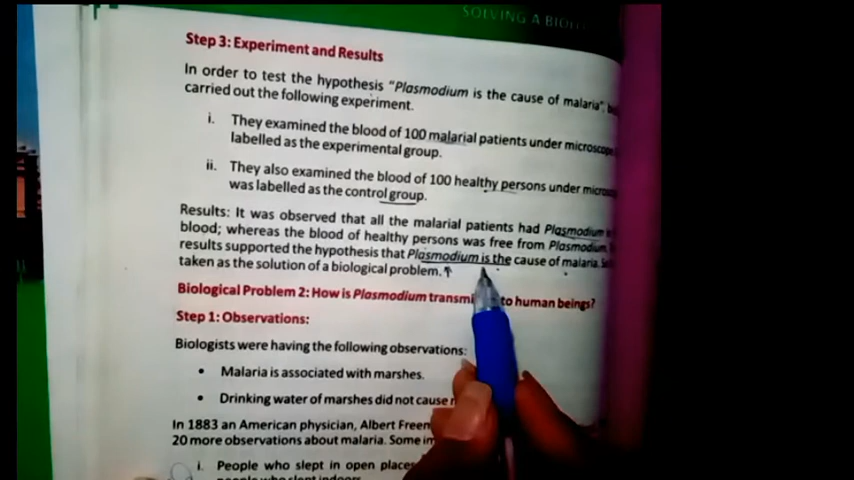 SOLVING A BIO
Step 3: Experiment and Results
In order to test the hypothesis "Plasmodium is the cause of malaria",
carried out the following experiment.
i. They examined the blood of 100 malarial patients under microscope
labelled as the experimental group.
ii. They also examined the blood of 100 healthy persons under
was labelled as the control group.
Results: It was observed that all the malarial patients had Plasmodium
blood; whereas the blood of healthy persons was free from Plasmodium.
results supported the hypothesis that Plasmodium is the cause of malaria.
taken as the solution of a biological problem.
Biological Problem 2: How is Plasmodium to human beings?
Step 1: Observations:
Biologists were having the following observations:
• Malaria is associated with marshes.
• Drinking water of marshes did not cause
In 1883 an American physician, Albert
20 more observations about malaria. Some
i. People who slept in open places
people who slept indoors